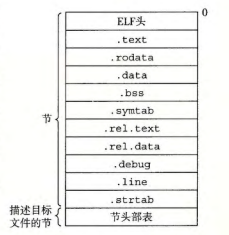 0
ELF头
.text
.rodata
.data
.bss
.symtab
节
.rel.text
.rel.data
.debug
.line
.strtab
描述目标
文件的节
节头部表